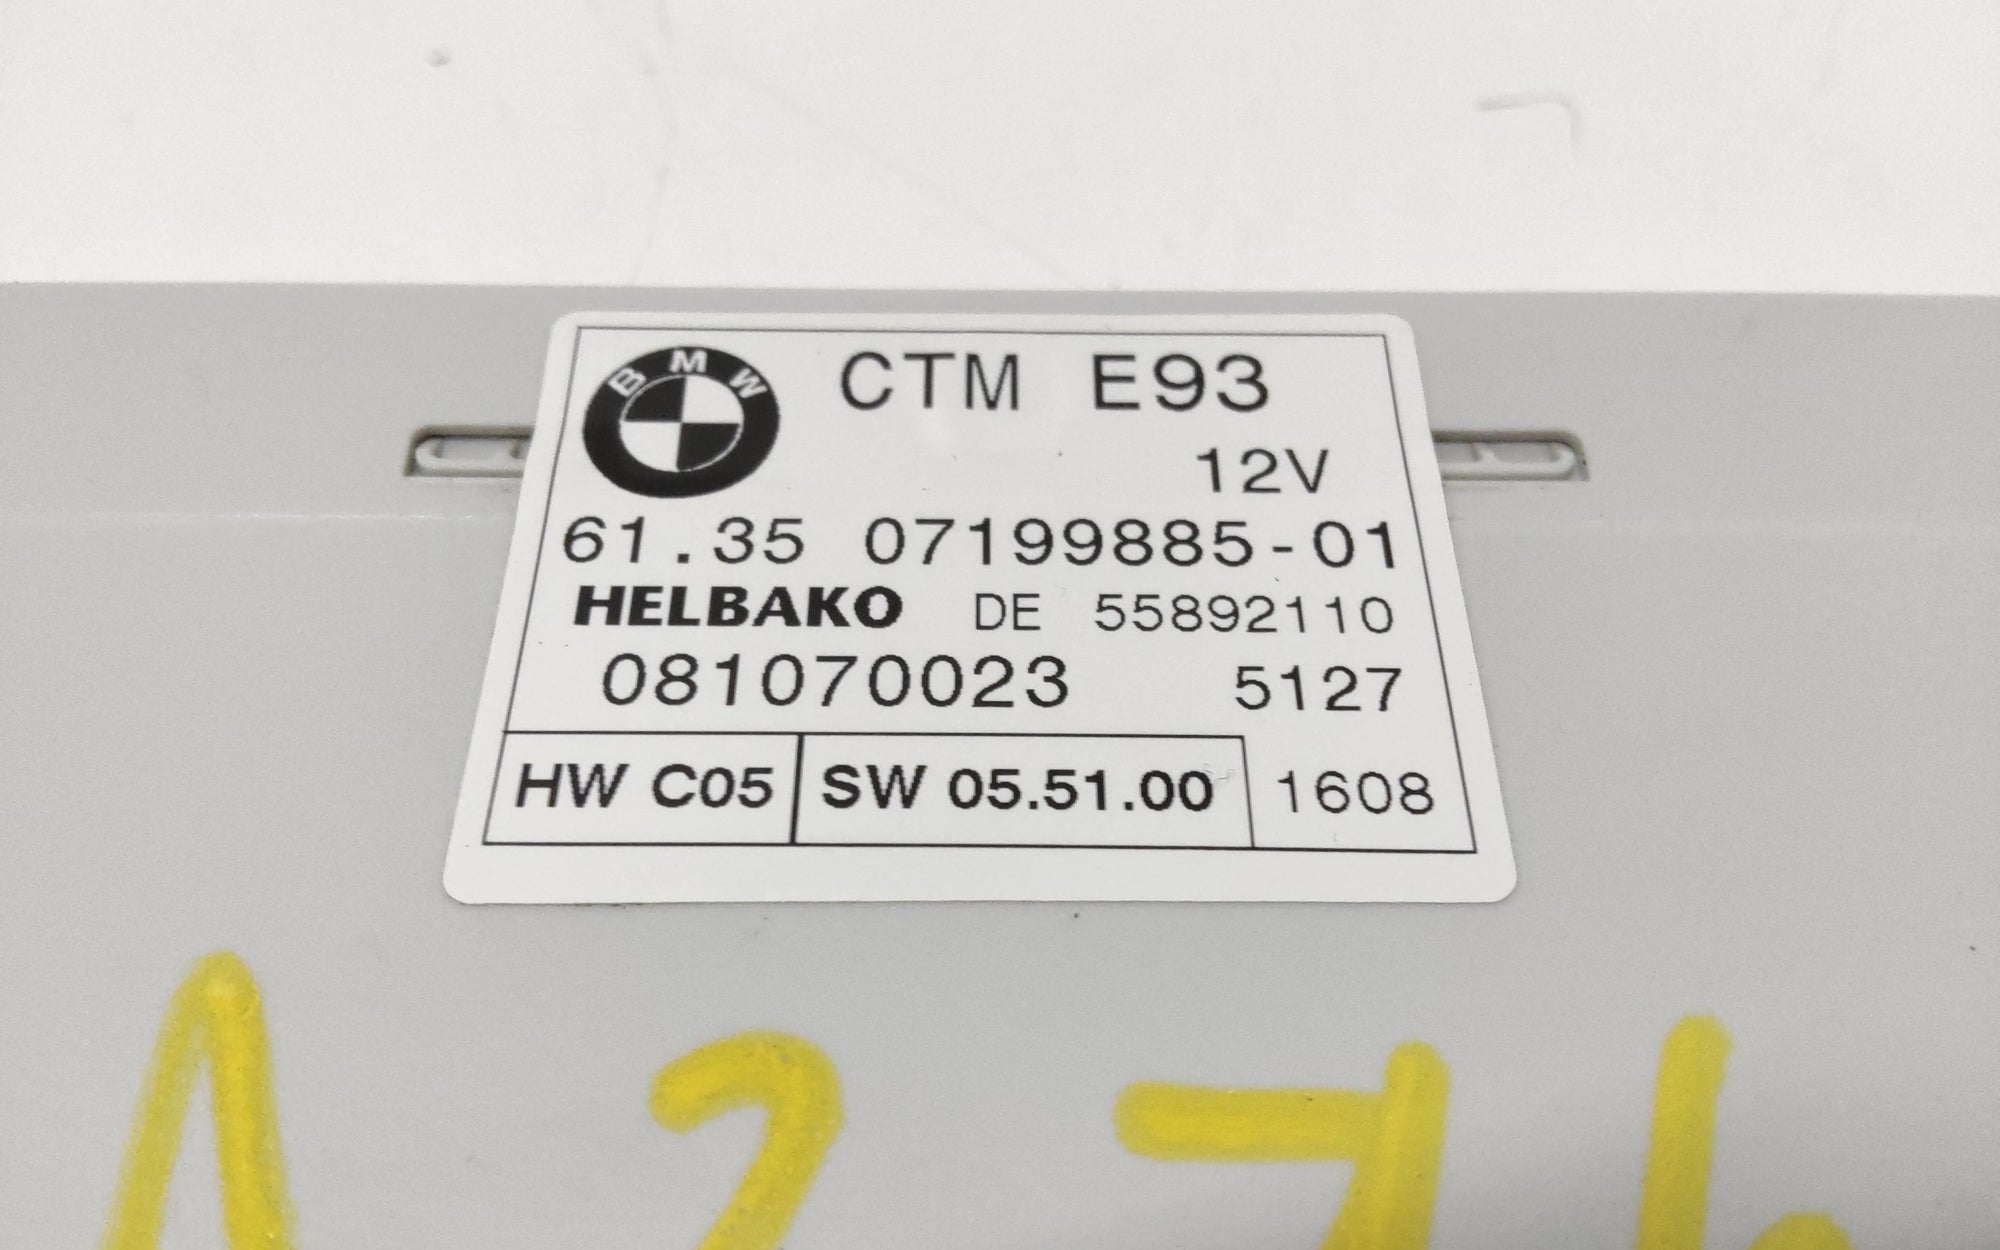 BMW CTM E93
12V
61.35 07199885-01
HELBAKO DE 55892110
081070023 5127
HW C05 SW 05.51.00 1608